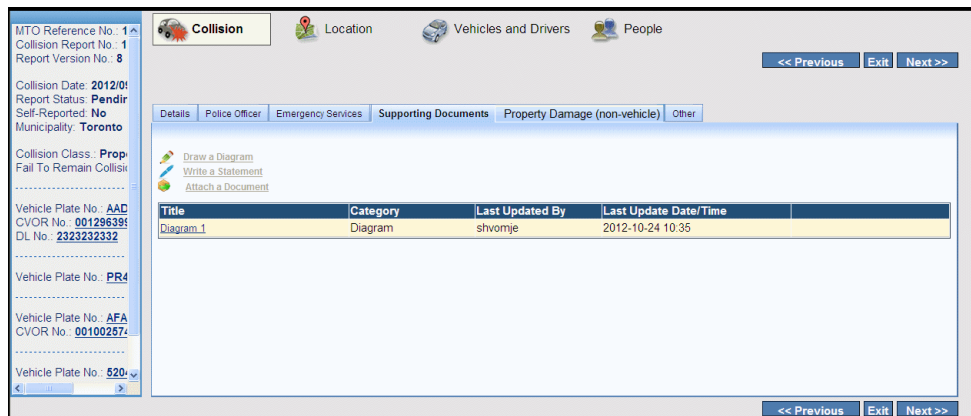 MTO Reference No.: 1
Collision Report No.: 1
Report Version No.: 8
Collision Date: 2012/0
Report Status: Pendin
Self-Reported: No
Municipality: Toronto
Collision Class.: Prop
Fail To Remain Collisi
Vehicle Plate No.: AAD
CVOR No.: 001296399
DL No.: 2323232332
Vehicle Plate No.: PR4
Vehicle Plate No.: AFA
CVOR No.: 001002574
Vehicle Plate No.: 520
Collision Location Vehicles and Drivers People
<< Previous Exit Next >>
Details Police Officer Emergency Services Supporting Documents Property Damage (non-vehicle) Other
Draw a Diagram
Write a Statement
Attach a Document
Title Category Last Updated By Last Update Date/Time
Diagram 1 Diagram shvomje 2012-10-24 10:35
<< Previous Exit Next >>